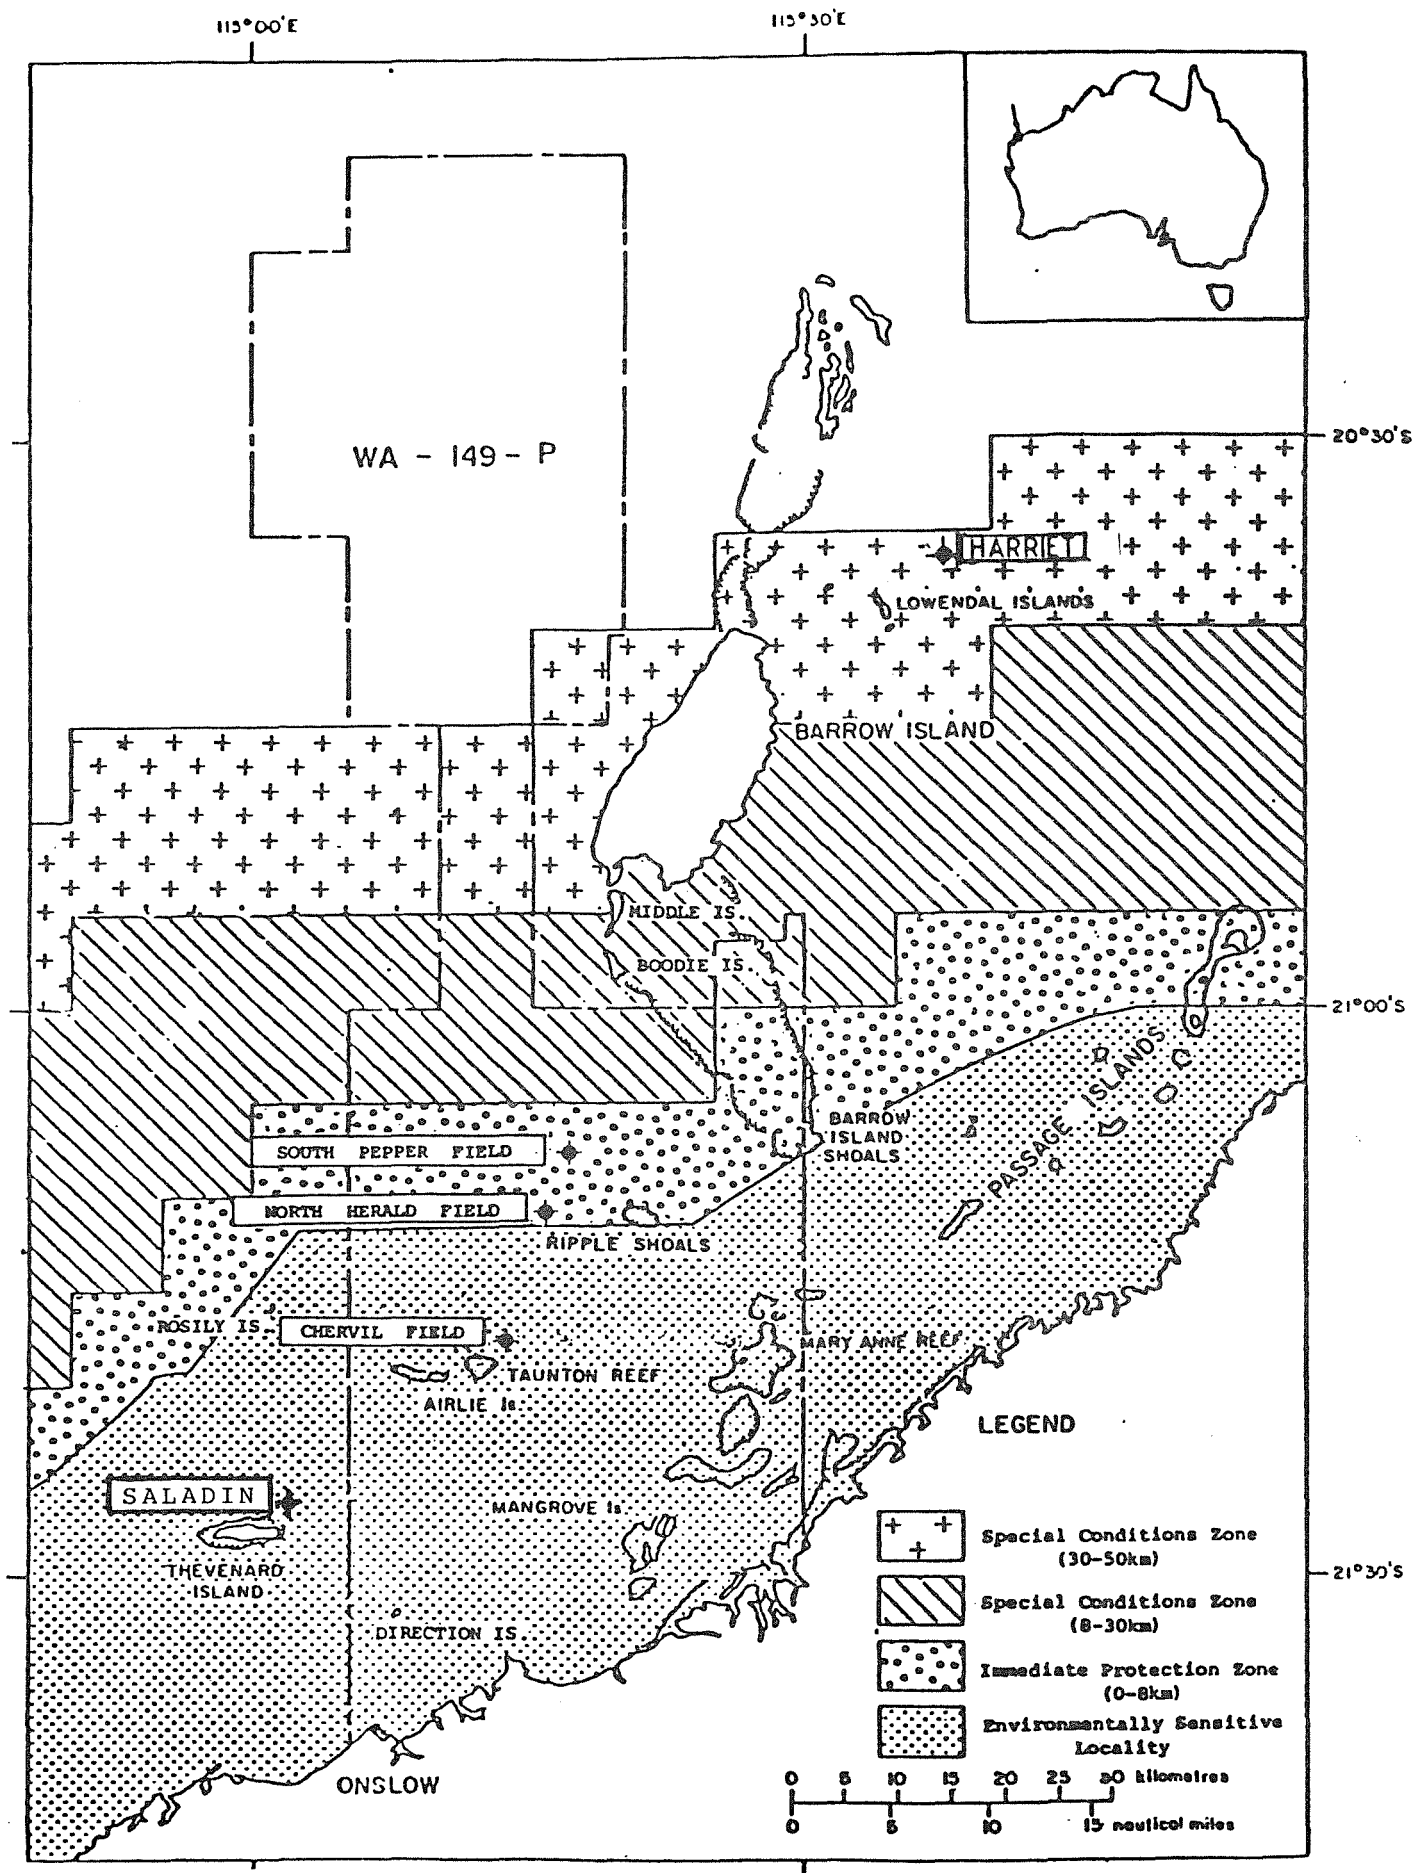 115°00'E
115°30'E
WA - 149 - P
20°30'S
HARRIET
LOWENDAL ISLANDS
BARROW ISLAND
MIDDLE IS.
BOODIE IS.
21°00'S
PASSAGE ISLANDS
BARROW
ISLAND
SHOALS
SOUTH PEPPER FIELD
NORTH HERALD FIELD
RIPPLE SHOALS
ROSILY IS.
CHERVIL FIELD
MARY ANNE REEF
TAUNTON REEF
AIRLIE Is.
LEGEND
SALADIN
MANGROVE Is
THEVENARD
ISLAND
Special Conditions Zone
(30-50km)
21°30'S
Special Conditions Zone
(8-30km)
DIRECTION IS.
Immediate Protection Zone
(0-8km)
Environmentally Sensitive
Locality
ONSLOW
0 5 10 15 20 25 30 kilometres
0 5 10 15 nautical miles